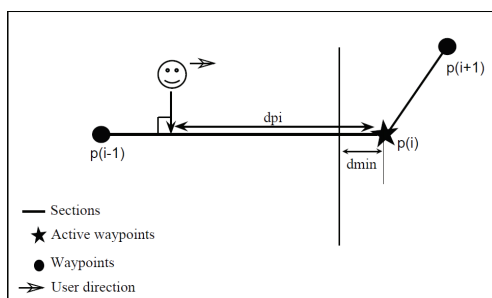 p(i+1)
dpi
p(i-1)
p(i)
dmin
Sections
Active waypoints
Waypoints
User direction